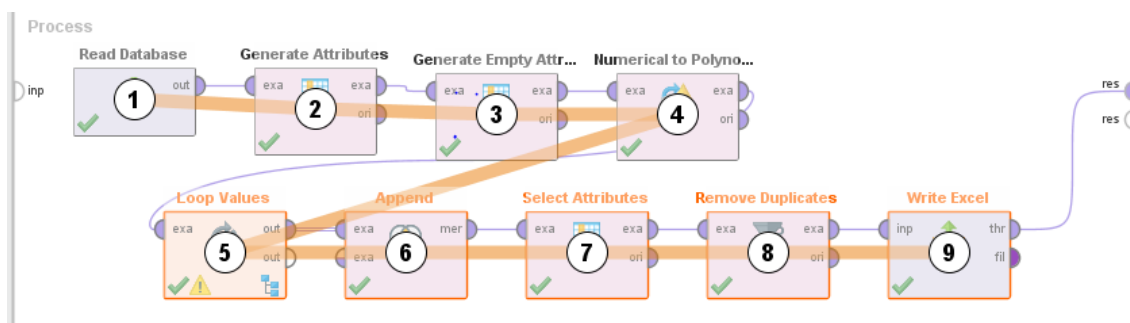 Process
Read Database
Generate Attributes
Generate Empty Attr...
Numerical to Polyno...
inp
out
exa
exa
ori
exa
exa
ori
exa
exa
ori
res
res
1
2
3
4
Loop Values
Append
Select Attributes
Remove Duplicates
Write Excel
exa
out
out
exa
mer
exa
exa
exa
ori
exa
exa
ori
inp
thr
fil
5
6
7
8
9